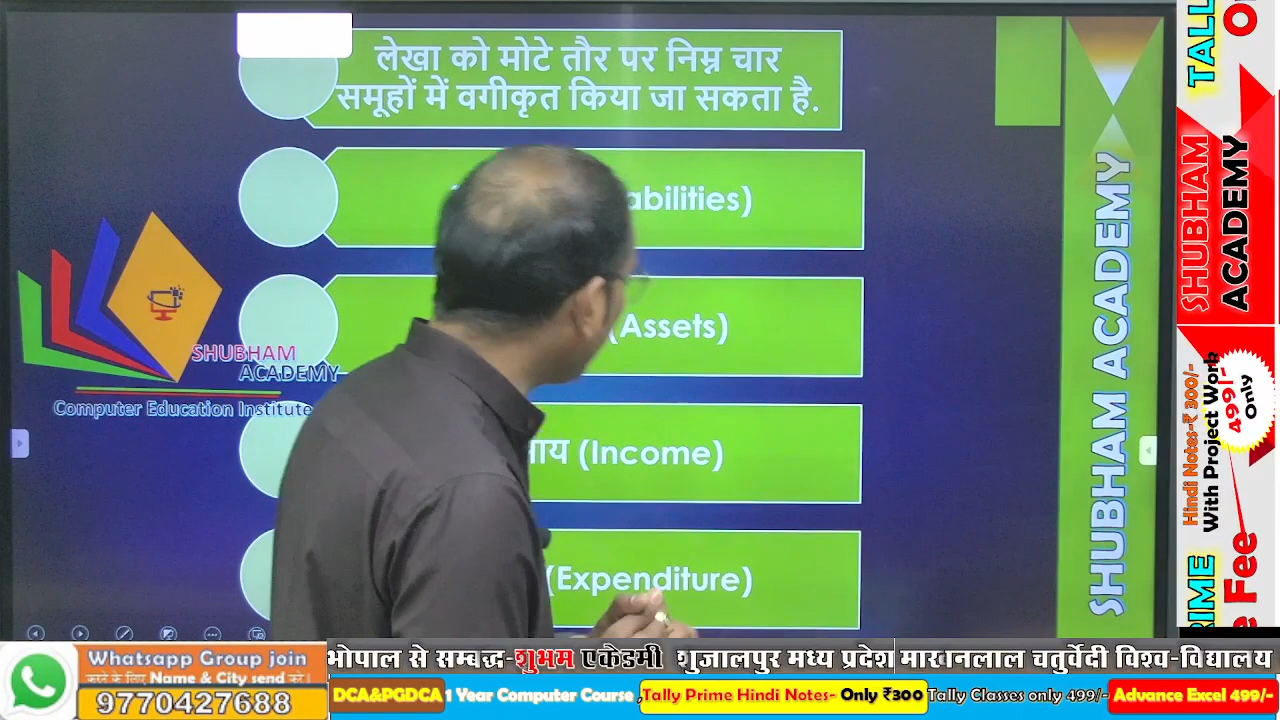 लेखा को मोटे तौर पर निम्न चार
समूहों में वगीकृत किया जा सकता है.
abilities)
(Assets)
आय (Income)
(Expenditure)
SHUBHAM
ACADEMY
Computer Education Institute
SHUBHAM ACADEMY
TALL
SHUBHAM
ACADEMY
Hindi Notes-₹ 300/-
With Project Work
499/-
Only
RIME
e Fee
Whatsapp Group join
करने के लिए Name & City send करे।
9770427688
भोपाल से सम्बद्ध-शुभम एकेडमी शुजालपुर मध्य प्रदेश माखनलाल चतुर्वेदी विश्व-विद्यालय
DCA&PGDCA 1 Year Computer Course ,Tally Prime Hindi Notes- Only ₹300 Tally Classes only 499/- Advance Excel 499/-